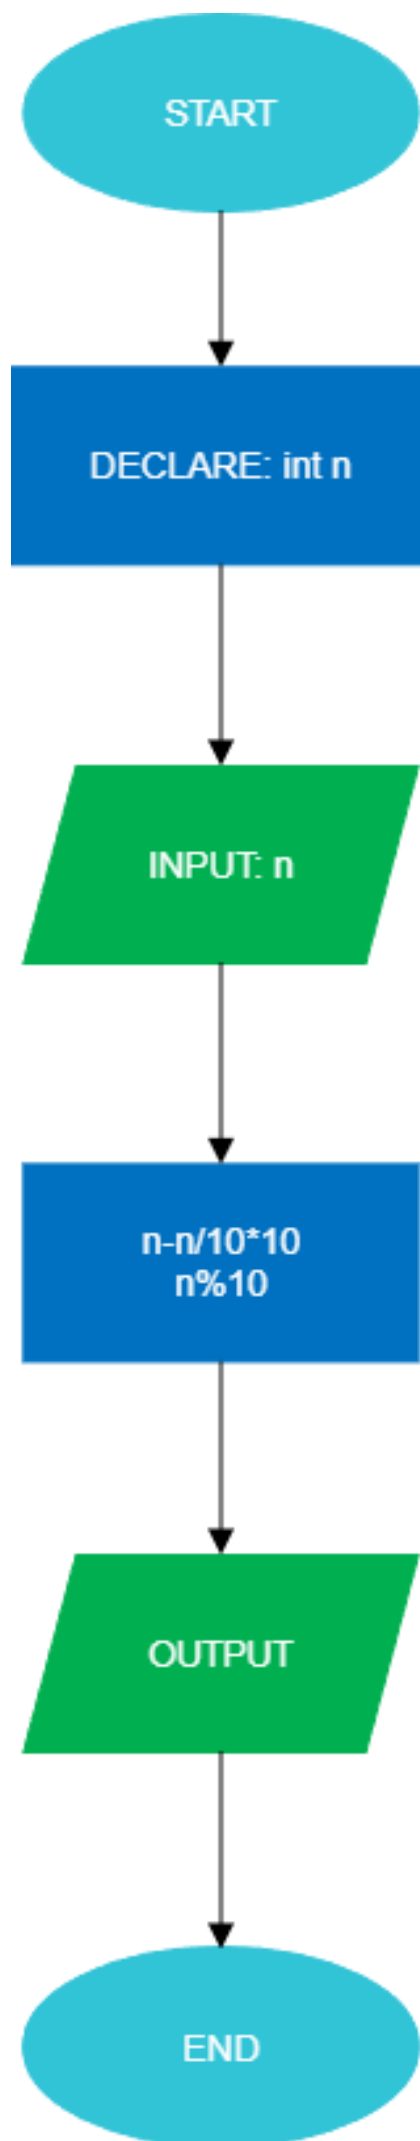 START
DECLARE: int n
INPUT: n
n-n/10*10
n%10
OUTPUT
END